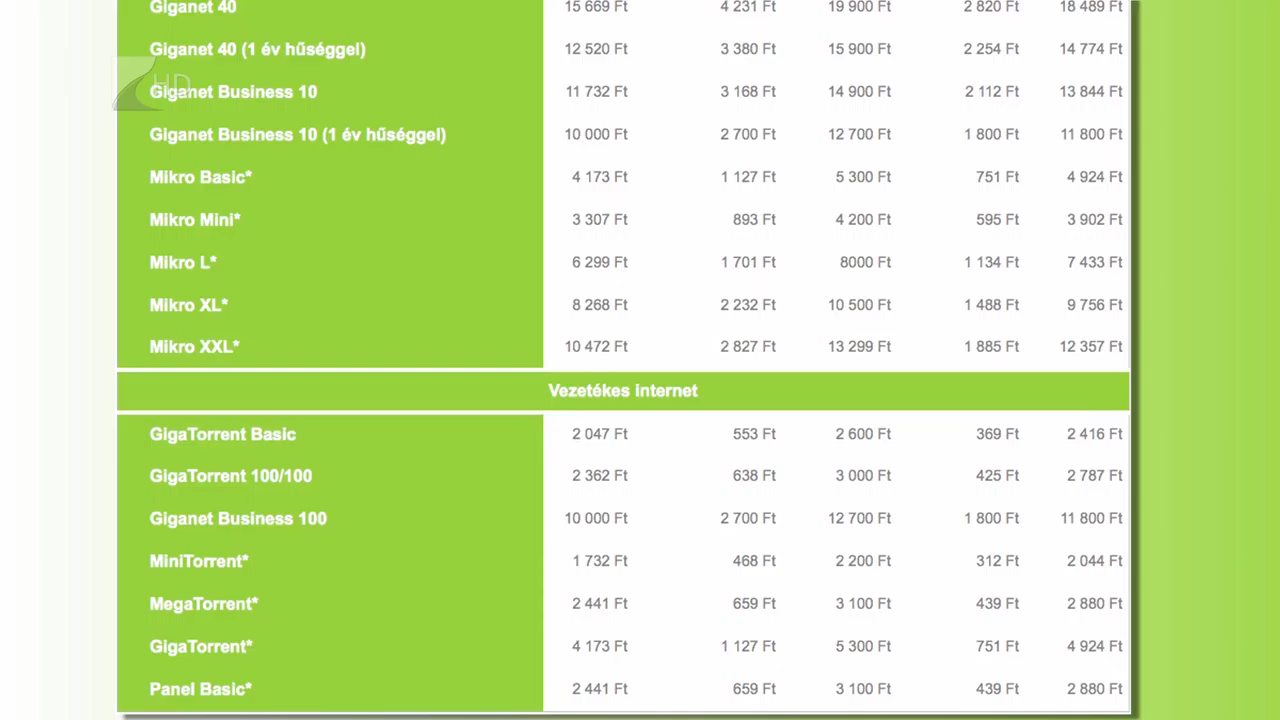 Giganet 40 15 669 Ft 4 231 Ft 19 900 Ft 2 820 Ft 18 489 Ft
Giganet 40 (1 év hűséggel) 12 520 Ft 3 380 Ft 15 900 Ft 2 254 Ft 14 774 Ft
HD
Giganet Business 10 11 732 Ft 3 168 Ft 14 900 Ft 2 112 Ft 13 844 Ft
Giganet Business 10 (1 év hűséggel) 10 000 Ft 2 700 Ft 12 700 Ft 1 800 Ft 11 800 Ft
Mikro Basic* 4 173 Ft 1 127 Ft 5 300 Ft 751 Ft 4 924 Ft
Mikro Mini* 3 307 Ft 893 Ft 4 200 Ft 595 Ft 3 902 Ft
Mikro L* 6 299 Ft 1 701 Ft 8000 Ft 1 134 Ft 7 433 Ft
Mikro XL* 8 268 Ft 2 232 Ft 10 500 Ft 1 488 Ft 9 756 Ft
Mikro XXL* 10 472 Ft 2 827 Ft 13 299 Ft 1 885 Ft 12 357 Ft
Vezetékes internet
GigaTorrent Basic 2 047 Ft 553 Ft 2 600 Ft 369 Ft 2 416 Ft
GigaTorrent 100/100 2 362 Ft 638 Ft 3 000 Ft 425 Ft 2 787 Ft
Giganet Business 100 10 000 Ft 2 700 Ft 12 700 Ft 1 800 Ft 11 800 Ft
MiniTorrent* 1 732 Ft 468 Ft 2 200 Ft 312 Ft 2 044 Ft
MegaTorrent* 2 441 Ft 659 Ft 3 100 Ft 439 Ft 2 880 Ft
GigaTorrent* 4 173 Ft 1 127 Ft 5 300 Ft 751 Ft 4 924 Ft
Panel Basic* 2 441 Ft 659 Ft 3 100 Ft 439 Ft 2 880 Ft